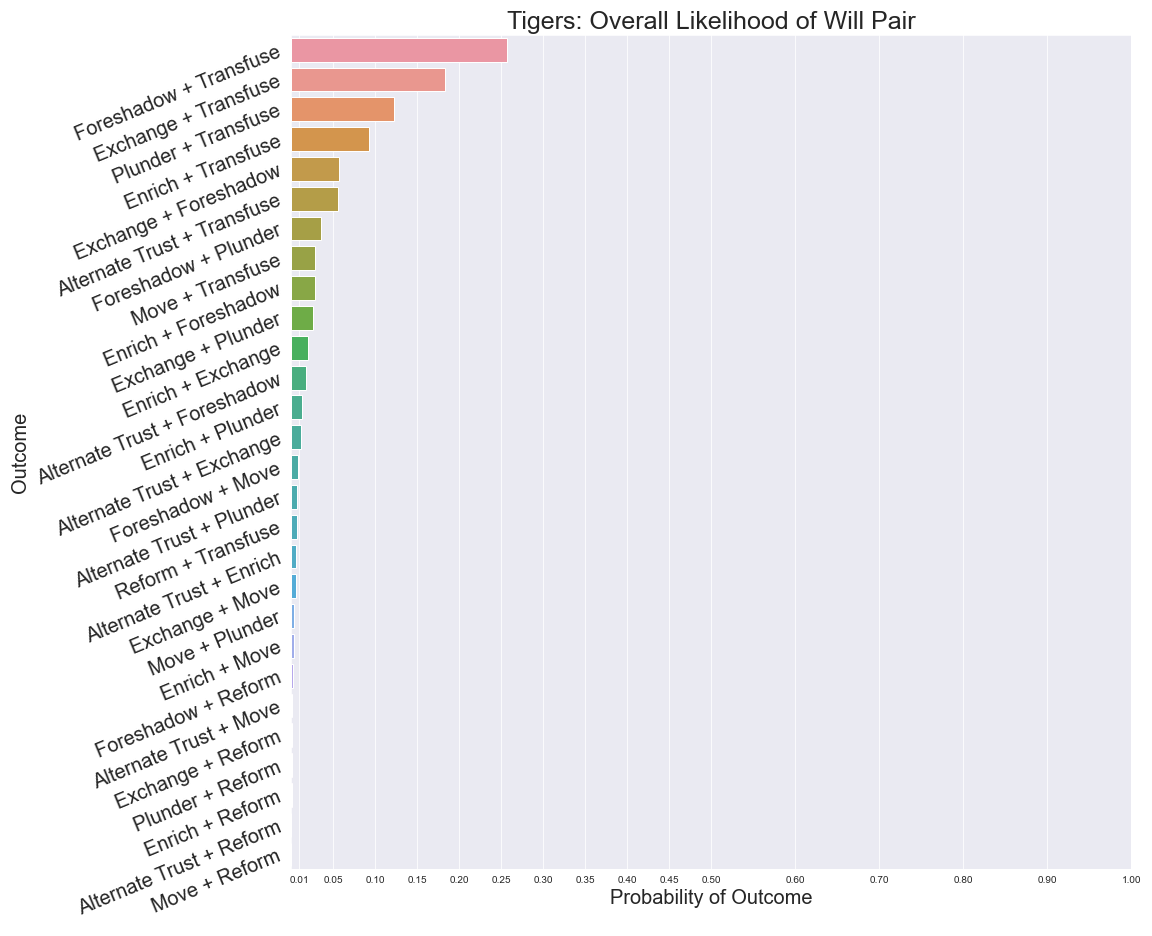 Tigers: Overall Likelihood of Will Pair
Foreshadow + Transfuse
Exchange + Transfuse
Plunder + Transfuse
Enrich + Transfuse
Exchange + Foreshadow
Alternate Trust + Transfuse
Foreshadow + Plunder
Move + Transfuse
Enrich + Foreshadow
Exchange + Plunder
Enrich + Exchange
Alternate Trust + Foreshadow
Enrich + Plunder
Alternate Trust + Exchange
Foreshadow + Move
Alternate Trust + Plunder
Reform + Transfuse
Alternate Trust + Enrich
Exchange + Move
Move + Plunder
Enrich + Move
Foreshadow + Reform
Alternate Trust + Move
Exchange + Reform
Plunder + Reform
Enrich + Reform
Alternate Trust + Reform
Move + Reform
Outcome
0.01 0.05 0.10 0.15 0.20 0.25 0.30 0.35 0.40 0.45 0.50 0.60 0.70 0.80 0.90 1.00
Probability of Outcome